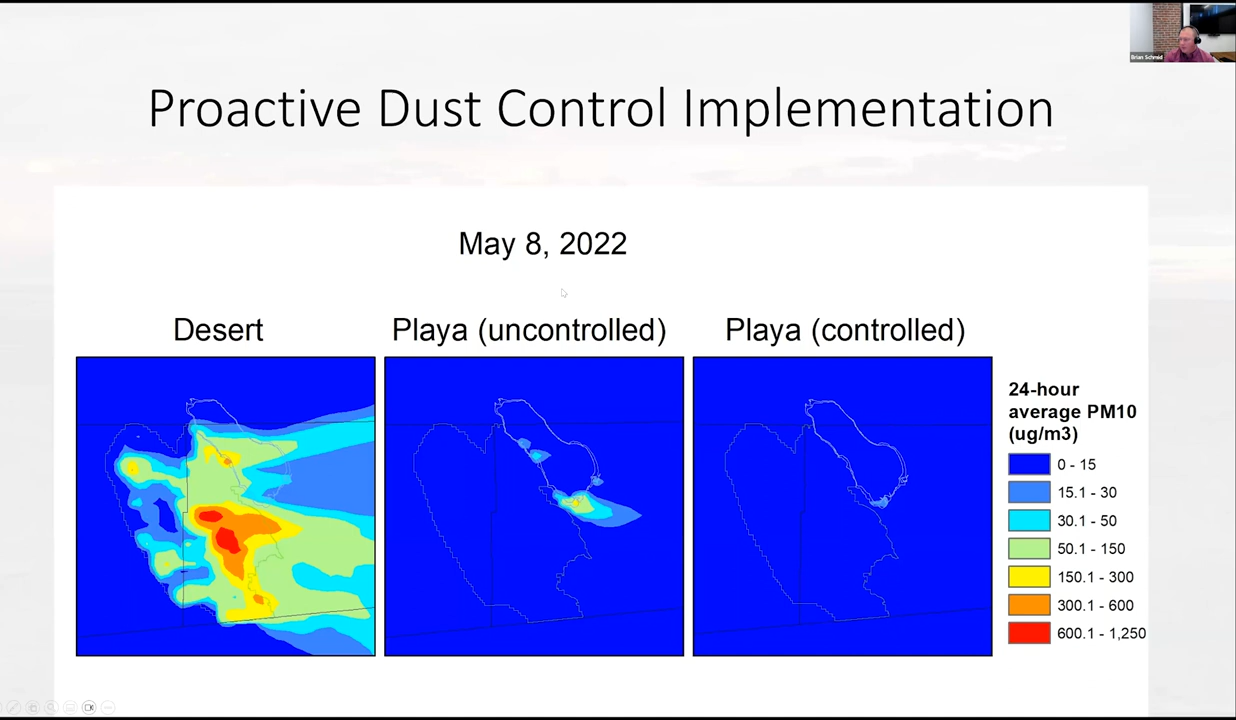 Brian Schmid
Proactive Dust Control Implementation
May 8, 2022
Desert
Playa (uncontrolled)
Playa (controlled)
24-hour
average PM10
(ug/m3)
0 - 15
15.1 - 30
30.1 - 50
50.1 - 150
150.1 - 300
300.1 - 600
600.1 - 1,250